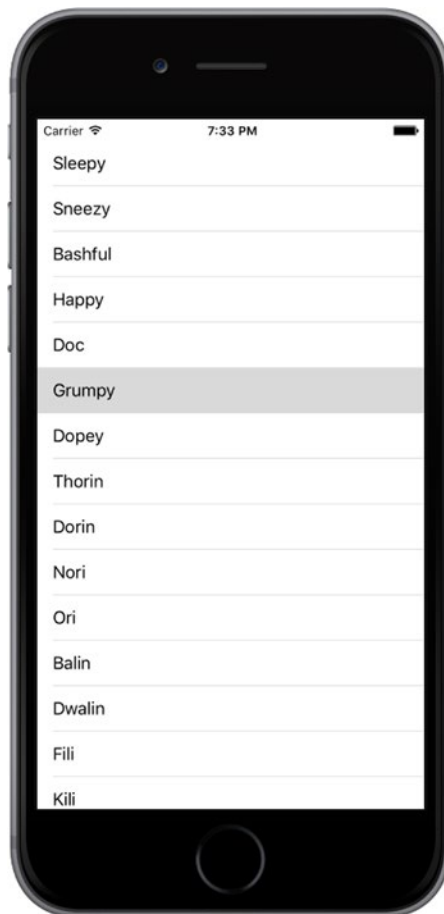 Carrier 7:33 PM
Sleepy
Sneezy
Bashful
Happy
Doc
Grumpy
Dopey
Thorin
Dorin
Nori
Ori
Balin
Dwalin
Fili
Kili